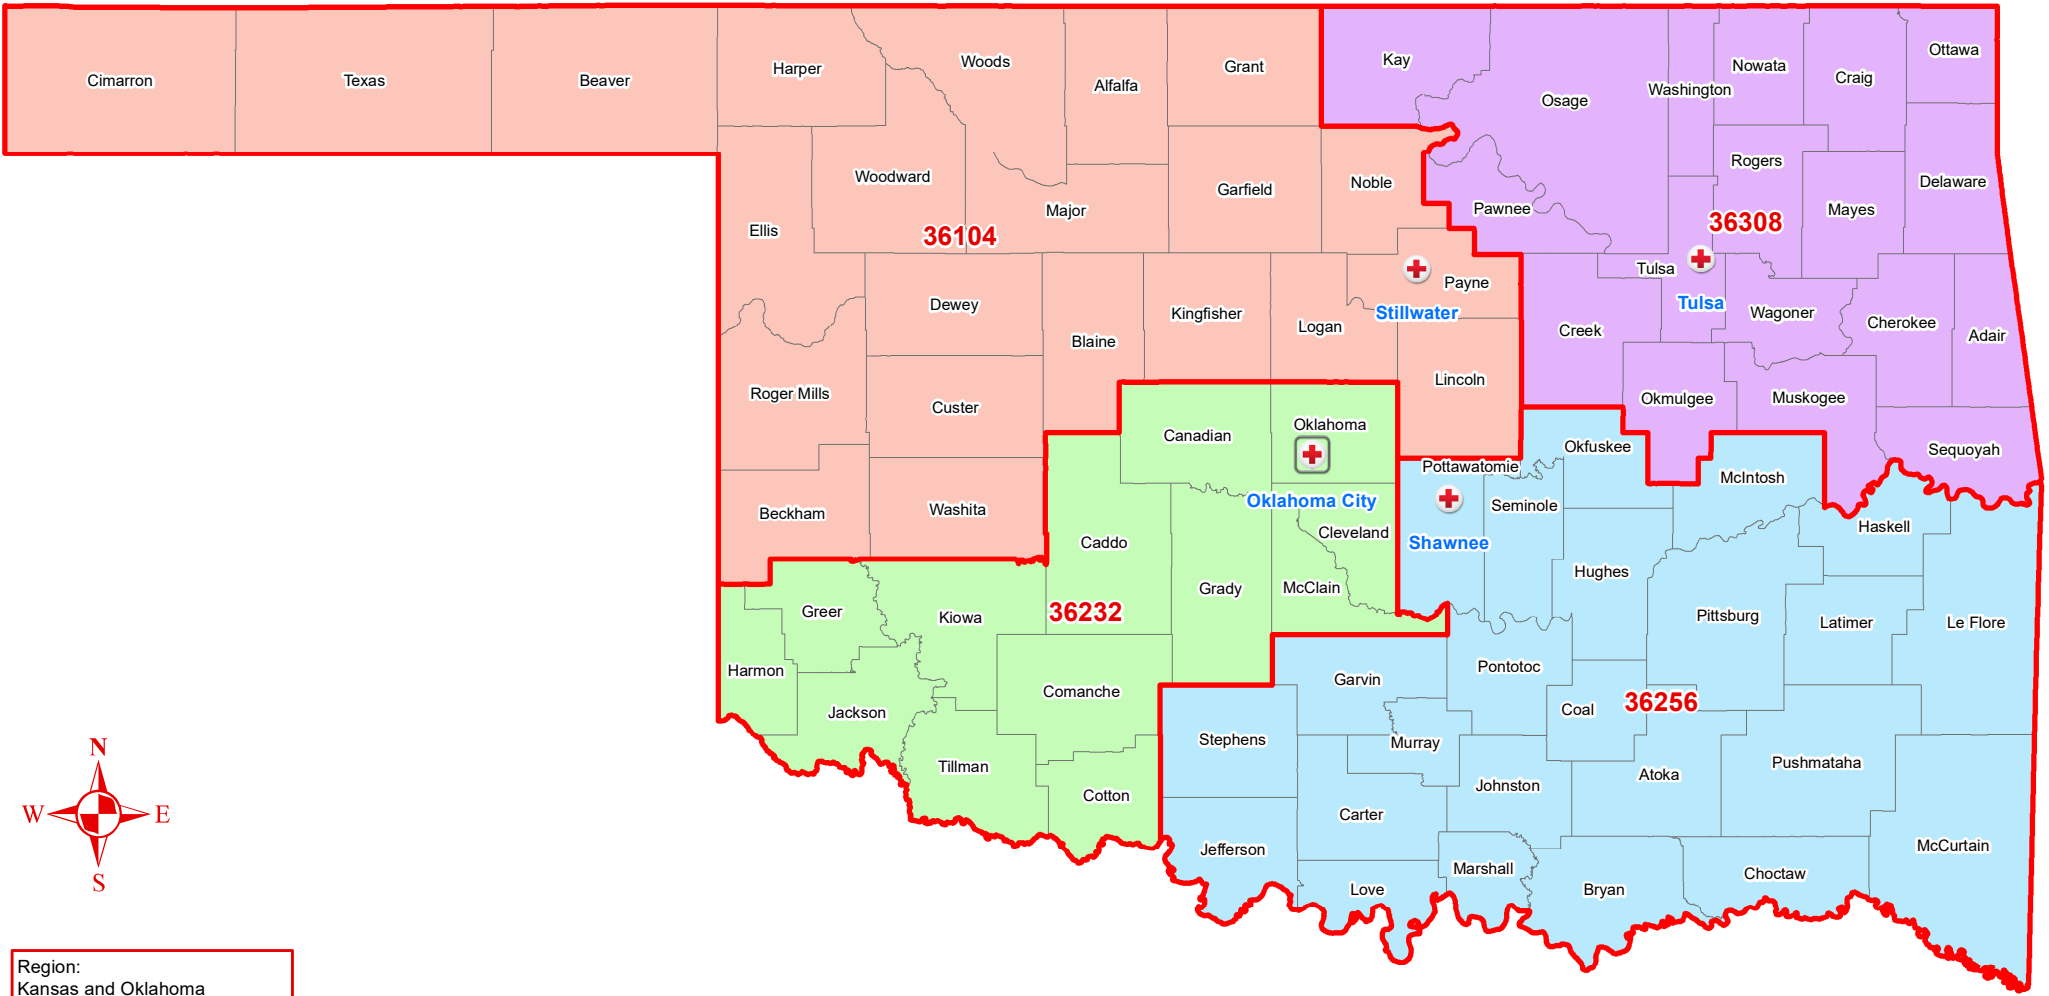 Cimarron
Texas
Beaver
Harper
Woods
Alfalfa
Grant
Kay
Osage
Washington
Nowata
Craig
Ottawa
Woodward
Major
Garfield
Noble
Pawnee
Rogers
Mayes
Delaware
Ellis
36104
36308
Dewey
Blaine
Kingfisher
Logan
Payne
Stillwater
Creek
Tulsa
Tulsa
Wagoner
Cherokee
Adair
Roger Mills
Custer
Lincoln
Okmulgee
Muskogee
Sequoyah
Beckham
Washita
Canadian
Oklahoma
Oklahoma City
Pottawatomie
Shawnee
Seminole
Okfuskee
McIntosh
Haskell
Caddo
Grady
Cleveland
McClain
Hughes
Pittsburg
Latimer
Le Flore
Greer
Kiowa
36232
Harmon
Jackson
Comanche
Tillman
Cotton
Garvin
Pontotoc
Coal
36256
Stephens
Murray
Johnston
Atoka
Pushmataha
Carter
Jefferson
Love
Marshall
Bryan
Choctaw
McCurtain
N
W E
S
Region:
Kansas and Oklahoma